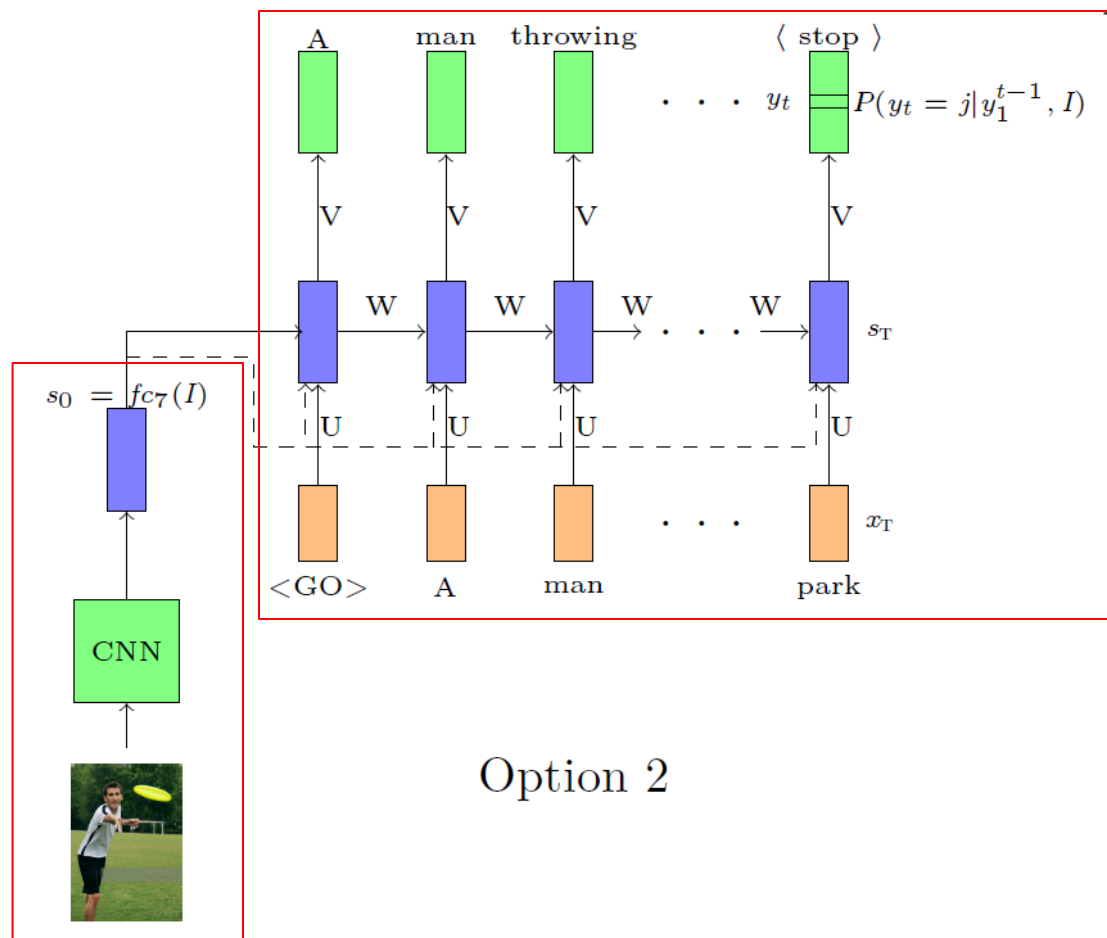 A man throwing ⟨ stop ⟩
· · · y_t P(y_t = j|y_1^{t−1}, I)
V V V V
W W W W
· · · s_T
s_0 = fc_7(I)
U U U U
· · · x_T
<GO> A man park
CNN
Option 2